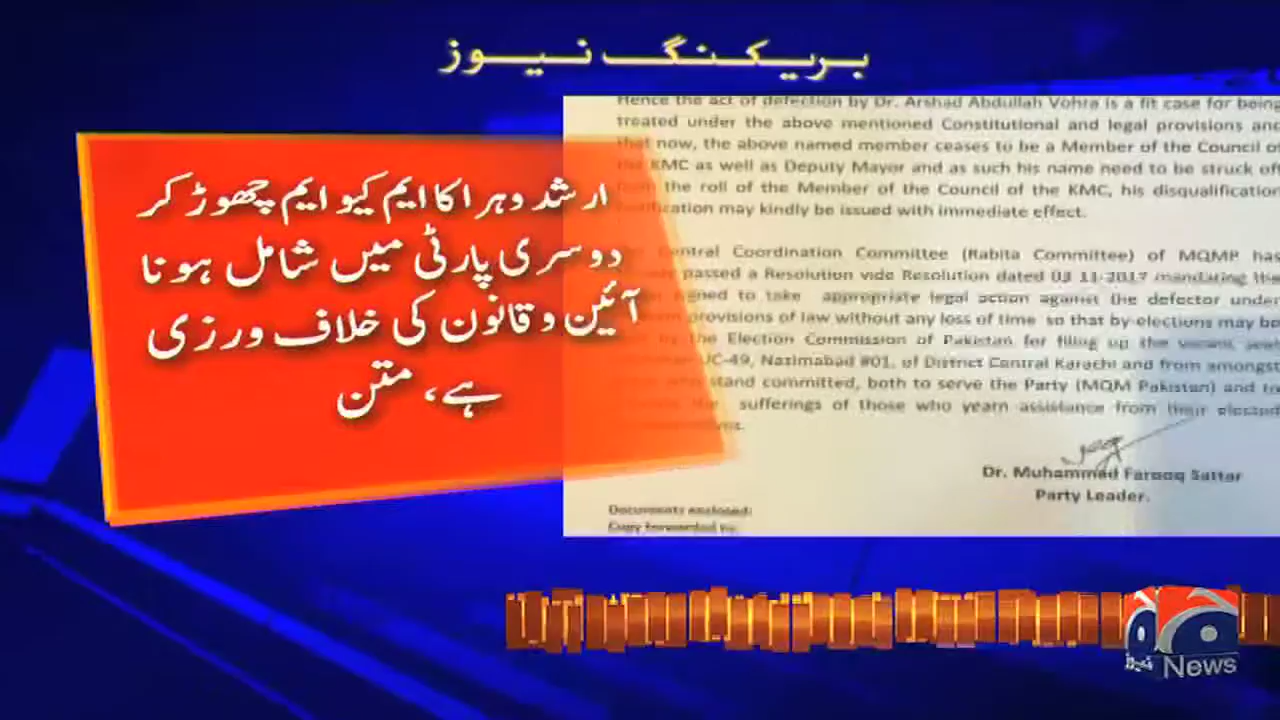 بریکنگ نیوز
ارشد وہرا کا ایم کیو ایم چھوڑ کر
دوسری پارٹی میں شامل ہونا
آئین و قانون کی خلاف ورزی
ہے، متن
Hence the act of defection by Dr. Arshad Abdullah Vohra is a fit case for being
treated under the above mentioned Constitutional and legal provisions and
that now, the above named member ceases to be a Member of the Council of
KMC as well as Deputy Mayor and as such his name need to be struck off
the roll of the Member of the Council of the KMC, his disqualification
may kindly be issued with immediate effect.
Central Coordination Committee (Rabita Committee) of MQMP has
passed a Resolution vide Resolution dated 03 11-2017 mandating the
to take appropriate legal action against the defector under
provisions of law without any loss of time so that by-elections may be
the Election Commission of Pakistan for filling up the vacant seat
UC-49, Nazimabad #01, of District Central Karachi and from amongst
stand committed, both to serve the Party (MQM Pakistan) and to
sufferings of those who yearn assistance from their elected
Dr. Muhammad Farooq Sattar
Party Leader.
Documents enclosed:
Copy forwarded to:
نیوز News